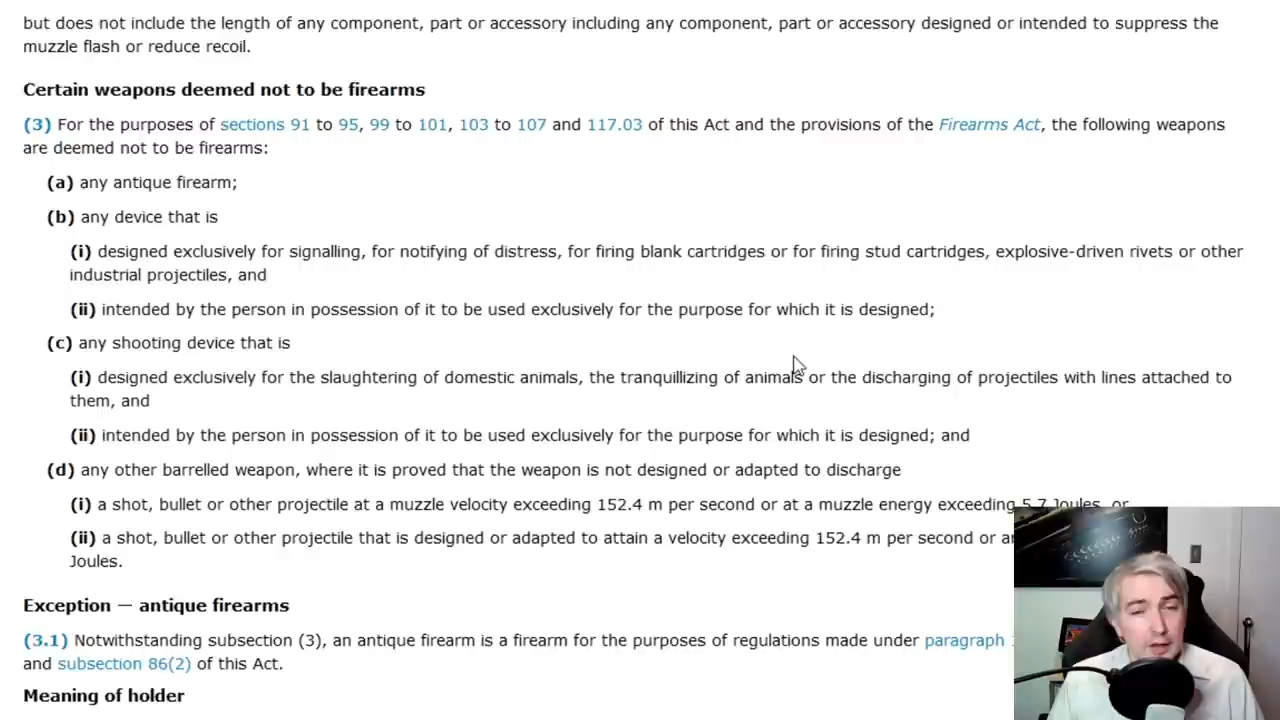 but does not include the length of any component, part or accessory including any component, part or accessory designed or intended to suppress the
muzzle flash or reduce recoil.
Certain weapons deemed not to be firearms
(3) For the purposes of sections 91 to 95, 99 to 101, 103 to 107 and 117.03 of this Act and the provisions of the Firearms Act, the following weapons
are deemed not to be firearms:
(a) any antique firearm;
(b) any device that is
(i) designed exclusively for signalling, for notifying of distress, for firing blank cartridges or for firing stud cartridges, explosive-driven rivets or other
industrial projectiles, and
(ii) intended by the person in possession of it to be used exclusively for the purpose for which it is designed;
(c) any shooting device that is
(i) designed exclusively for the slaughtering of domestic animals, the tranquillizing of animals or the discharging of projectiles with lines attached to
them, and
(ii) intended by the person in possession of it to be used exclusively for the purpose for which it is designed; and
(d) any other barrelled weapon, where it is proved that the weapon is not designed or adapted to discharge
(i) a shot, bullet or other projectile at a muzzle velocity exceeding 152.4 m per second or at a muzzle energy exceeding 5.7 Joules, or
(ii) a shot, bullet or other projectile that is designed or adapted to attain a velocity exceeding 152.4 m per second or
Joules.
Exception — antique firearms
(3.1) Notwithstanding subsection (3), an antique firearm is a firearm for the purposes of regulations made under paragraph
and subsection 86(2) of this Act.
Meaning of holder